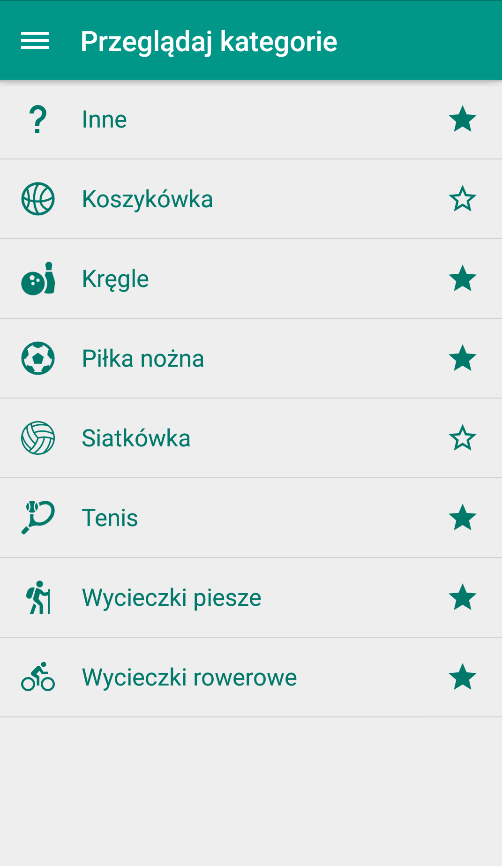 Przeglądaj kategorie
Inne
Koszykówka
Kręgle
Piłka nożna
Siatkówka
Tenis
Wycieczki piesze
Wycieczki rowerowe